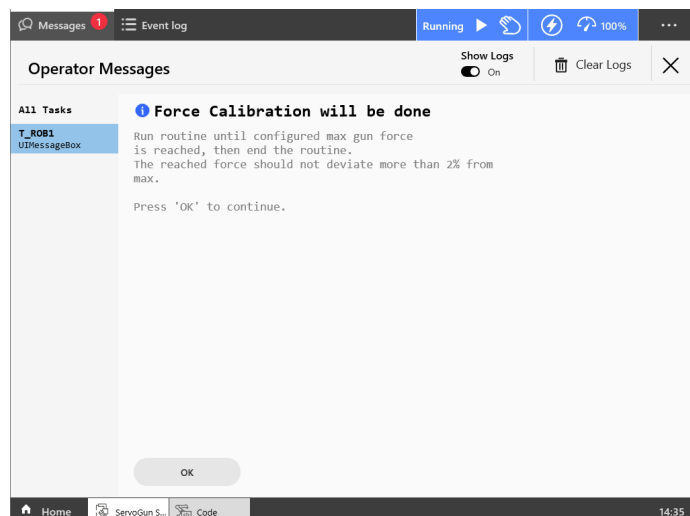 Messages 1 Event log Running 100% ...
Operator Messages Show Logs On Clear Logs
All Tasks
T_ROB1
UIMessageBox
Force Calibration will be done
Run routine until configured max gun force
is reached, then end the routine.
The reached force should not deviate more than 2% from
max.
Press 'OK' to continue.
OK
Home ServoGun S... Code 14:35